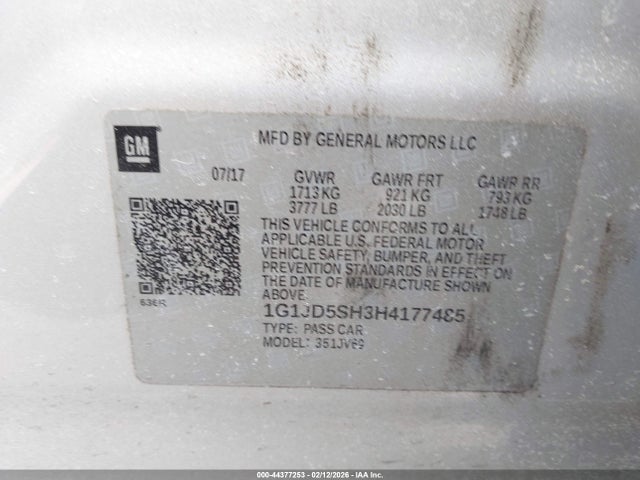 GM
MFD BY GENERAL MOTORS LLC
07/17 GVWR GAWR FRT GAWR RR
1713 KG 921 KG 793 KG
3777 LB 2030 LB 1748 LB
THIS VEHICLE CONFORMS TO ALL
APPLICABLE U.S. FEDERAL MOTOR
VEHICLE SAFETY, BUMPER, AND THEFT
PREVENTION STANDARDS IN EFFECT ON
THE DATE OF MANUFACTURE SHOWN
ABOVE.
1G1JD5SH3H4177485
TYPE: PASS CAR
MODEL: 351JV69
000-44377253 - 02/12/2026 - IAA Inc.